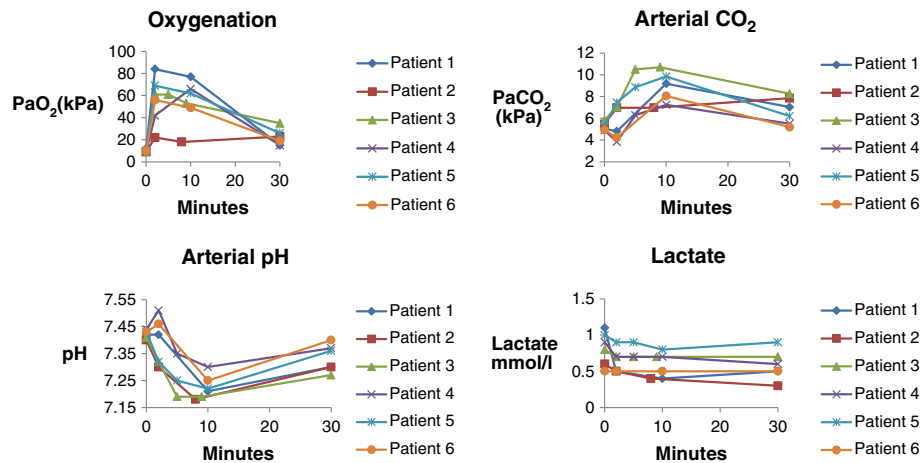 Oxygenation
PaO2(kPa)
100
80
60
40
20
0
0 10 20 30
Minutes
Patient 1
Patient 2
Patient 3
Patient 4
Patient 5
Patient 6
Arterial CO2
PaCO2
(kPa)
12
10
8
6
4
2
0 10 20 30
Minutes
Patient 1
Patient 2
Patient 3
Patient 4
Patient 5
Patient 6
Arterial pH
pH
7.55
7.45
7.35
7.25
7.15
0 10 20 30
Minutes
Patient 1
Patient 2
Patient 3
Patient 4
Patient 5
Patient 6
Lactate
Lactate
mmol/l
1.5
1
0.5
0
0 10 20 30
Minutes
Patient 1
Patient 2
Patient 3
Patient 4
Patient 5
Patient 6